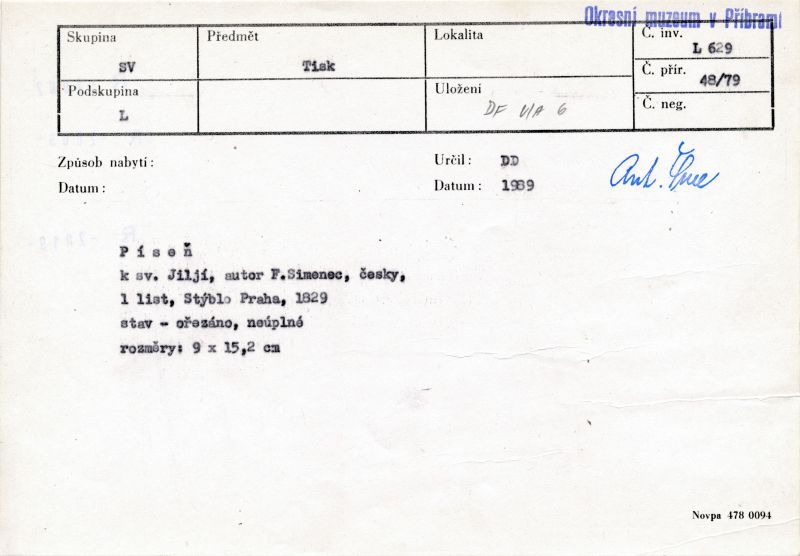 Okresní muzeum v Příbrami
Skupina
SV
Předmět
Tisk
Lokalita
Č. inv.
L 629
Č. přír.
48/79
Podskupina
L
Uložení
DF V/A 6
Č. neg.
Způsob nabytí :
Určil : DD
Datum :
Datum : 1989
Píseň
k sv. Jiljí, autor F.Simenec, česky,
1 list, Stýblo Praha, 1829
stav - ořezáno, neúplné
rozměry: 9 x 15,2 cm
Novpa 478 0094